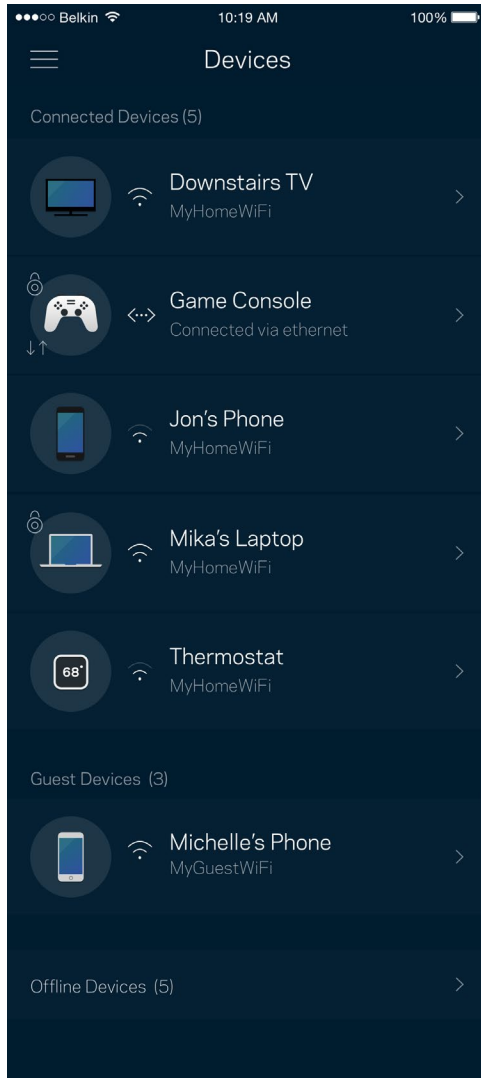 Belkin 10:19 AM 100%
Devices
Connected Devices (5)
Downstairs TV
MyHomeWiFi
Game Console
Connected via ethernet
Jon's Phone
MyHomeWiFi
Mika's Laptop
MyHomeWiFi
68°
Thermostat
MyHomeWiFi
Guest Devices (3)
Michelle's Phone
MyGuestWiFi
Offline Devices (5)